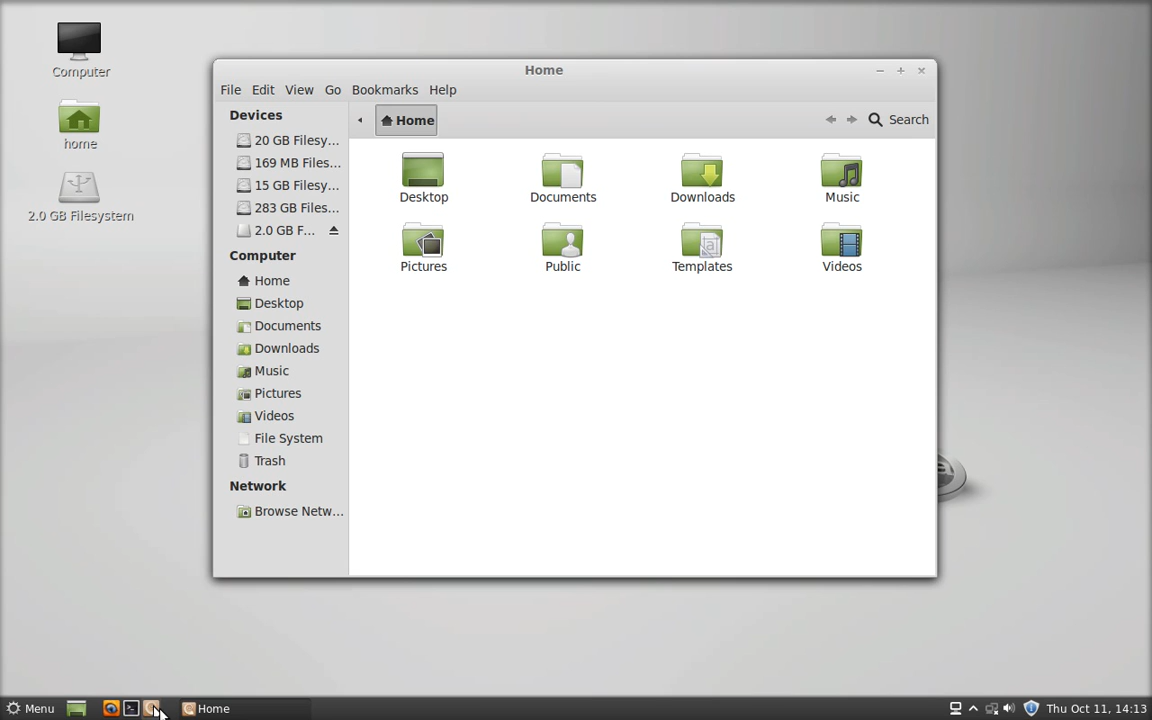 Computer
home
2.0 GB Filesystem
Home
File Edit View Go Bookmarks Help
Home
Search
Devices
20 GB Filesy...
169 MB Files...
15 GB Filesy...
283 GB Files...
2.0 GB F...
Computer
Home
Desktop
Documents
Downloads
Music
Pictures
Videos
File System
Trash
Network
Browse Netw...
Desktop Documents Downloads Music
Pictures Public Templates Videos
Menu
Home
Thu Oct 11, 14:13